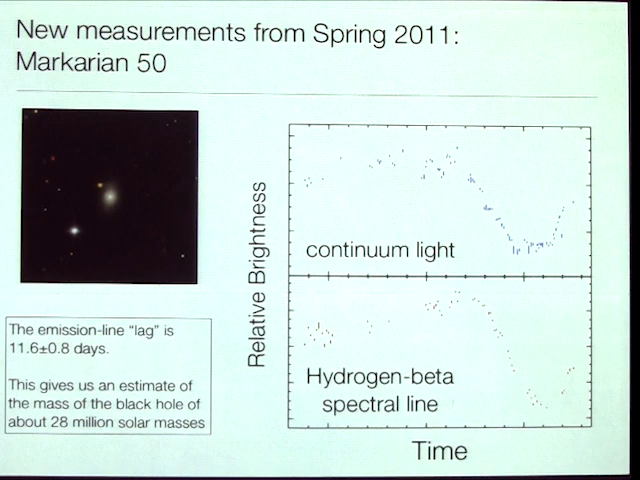 New measurements from Spring 2011:
Markarian 50
Relative Brightness
continuum light
Hydrogen-beta
spectral line
Time
The emission-line “lag” is
11.6±0.8 days.
This gives us an estimate of
the mass of the black hole of
about 28 million solar masses